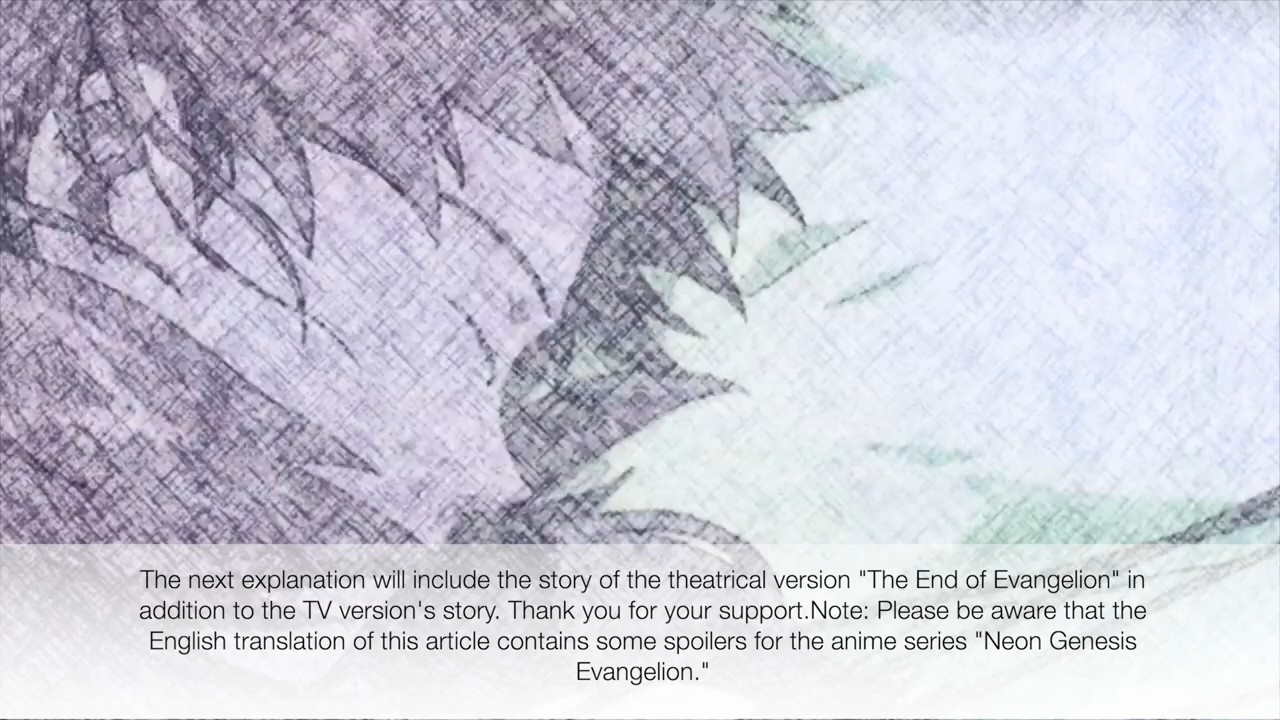 The next explanation will include the story of the theatrical version "The End of Evangelion" in
addition to the TV version's story. Thank you for your support.Note: Please be aware that the
English translation of this article contains some spoilers for the anime series "Neon Genesis
Evangelion."